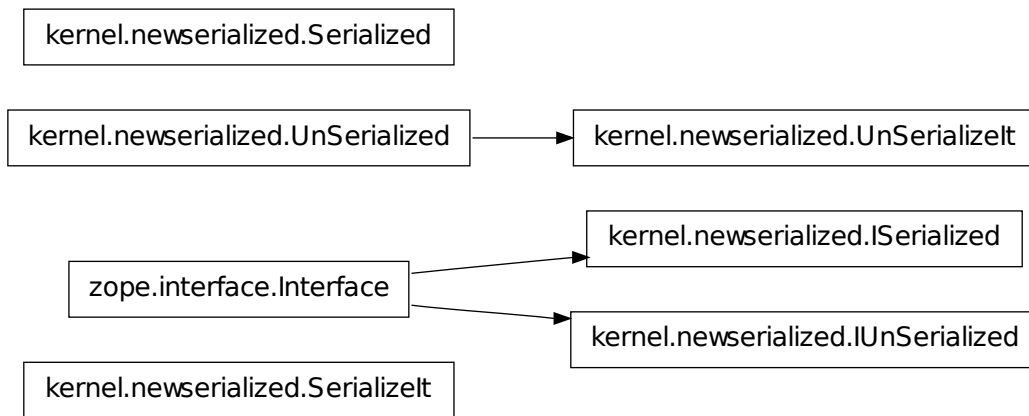 kernel.newserialized.Serialized
kernel.newserialized.UnSerialized
kernel.newserialized.UnSerializeIt
kernel.newserialized.ISerialized
zope.interface.Interface
kernel.newserialized.IUnSerialized
kernel.newserialized.SerializeIt